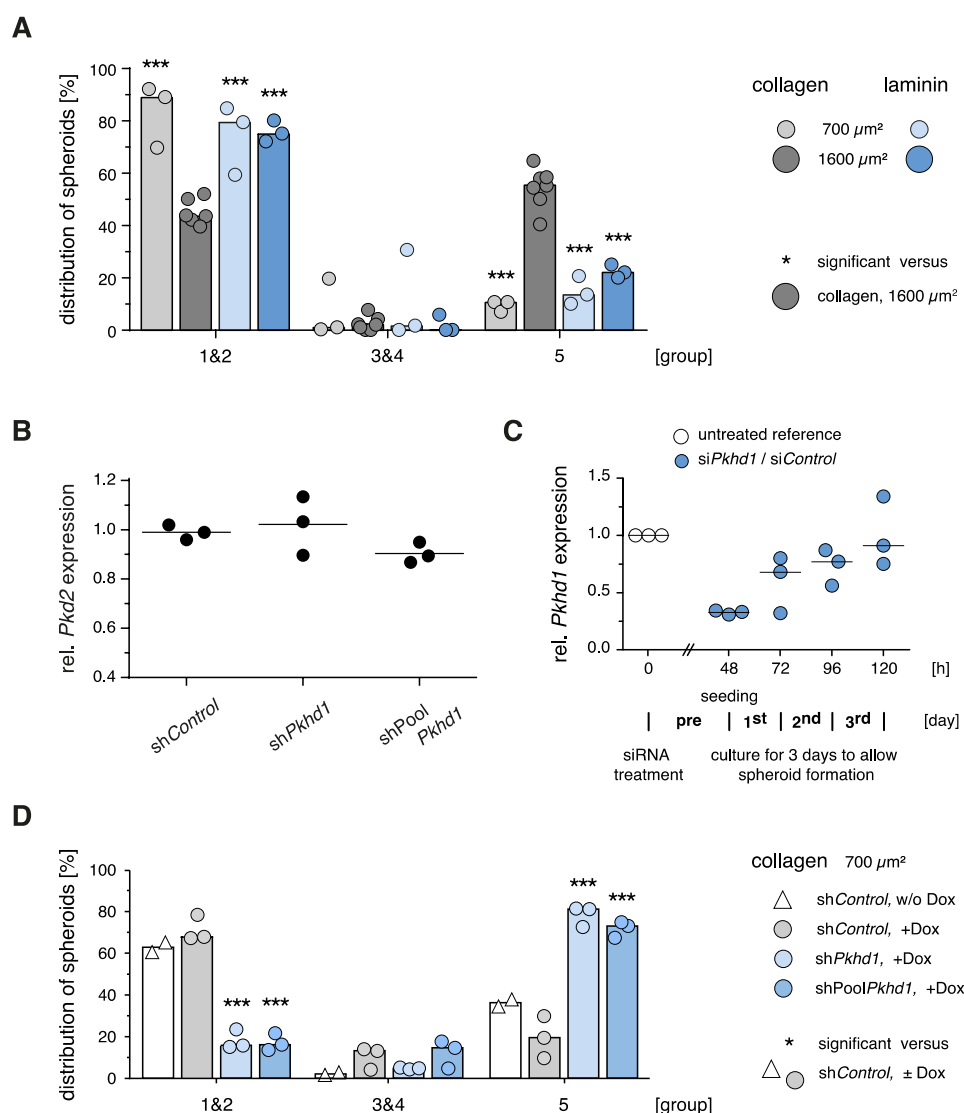 A
distribution of spheroids [%]
100
80
60
40
20
0
***
***
***
***
***
***
1&2
3&4
5
[group]
collagen
laminin
700 µm²
1600 µm²
* significant versus
collagen, 1600 µm²
B
rel. Pkd2 expression
1.2
1.0
0.8
0.6
0.4
shControl
shPkhd1
shPool
Pkhd1
C
untreated reference
siPkhd1 / siControl
rel. Pkhd1 expression
1.5
1.0
0.5
0.0
0
48
72
96
120
[h]
seeding
pre
1st
2nd
3rd
[day]
siRNA
treatment
culture for 3 days to allow
spheroid formation
D
distribution of spheroids [%]
100
80
60
40
20
0
***
***
***
***
1&2
3&4
5
[group]
collagen 700 µm²
shControl, w/o Dox
shControl, +Dox
shPkhd1, +Dox
shPoolPkhd1, +Dox
* significant versus
shControl, ± Dox